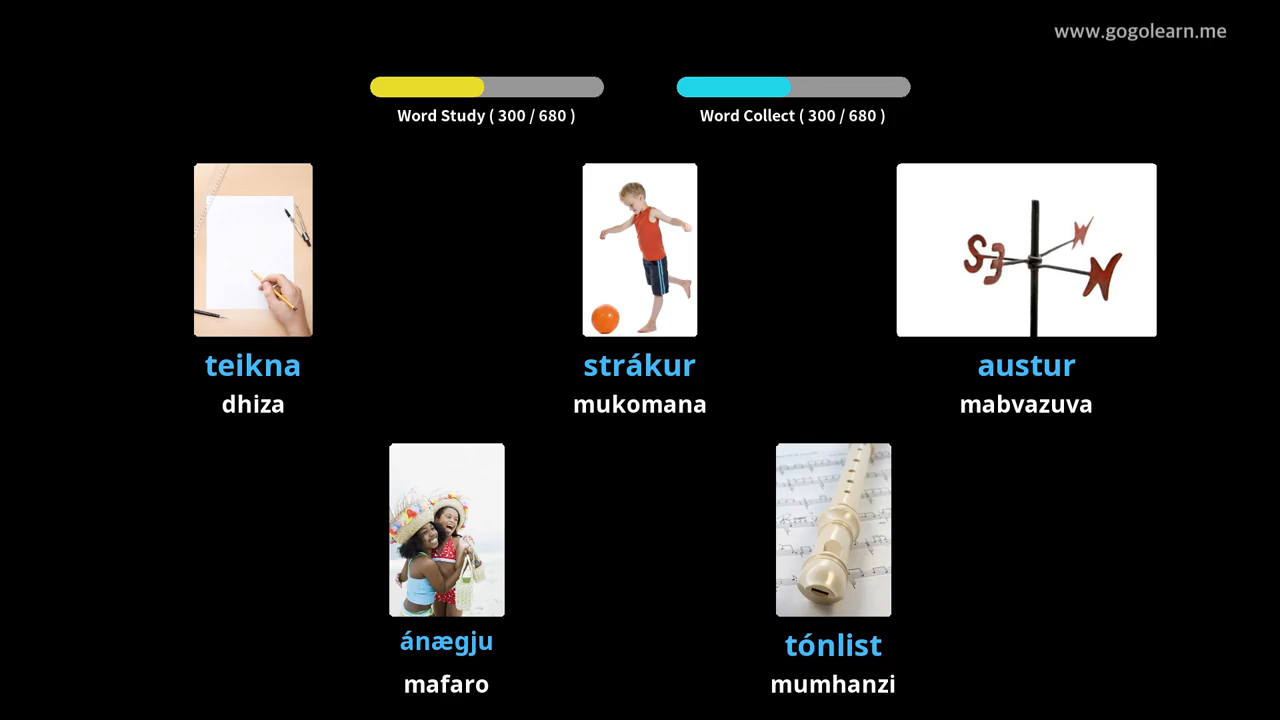 www.gogolearn.me
Word Study ( 300 / 680 )
Word Collect ( 300 / 680 )
teikna
dhiza
strákur
mukomana
austur
mabvazuva
ánægju
mafaro
tónlist
mumhanzi